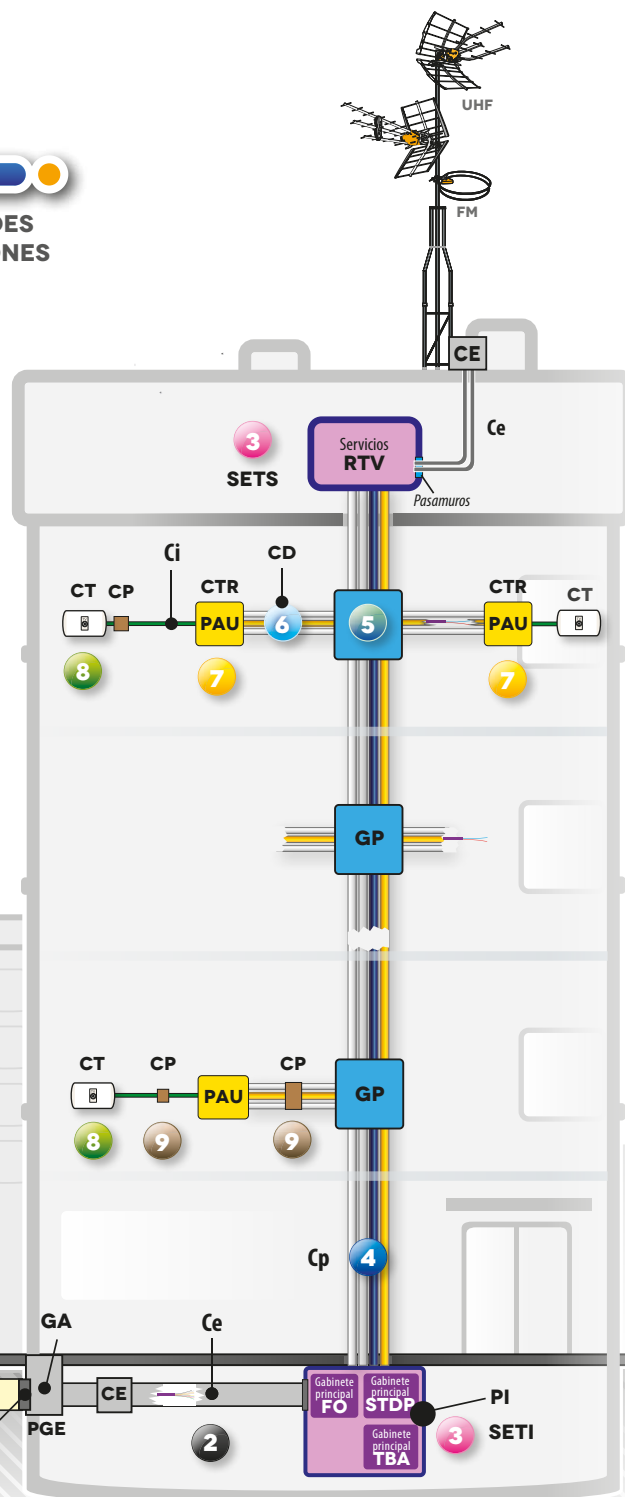 UHF
DES
ONES
FM
CE
Ce
3
Servicios
RTV
SETS
Pasamuros
Ci
CD
CT CP
CTR
CTR
CT
PAU
6
5
PAU
8
7
7
GP
CT
CP
CP
PAU
GP
8
9
9
Cp
4
GA
Ce
CE
Gabinete
principal
FO
Gabinete
principal
STDP
PI
PGE
2
3
SETI
Gabinete
principal
TBA